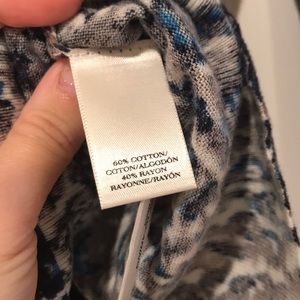 60% COTTON/
COTON/ALGODÓN
40% RAYON
RAYONNE/RAYÓN